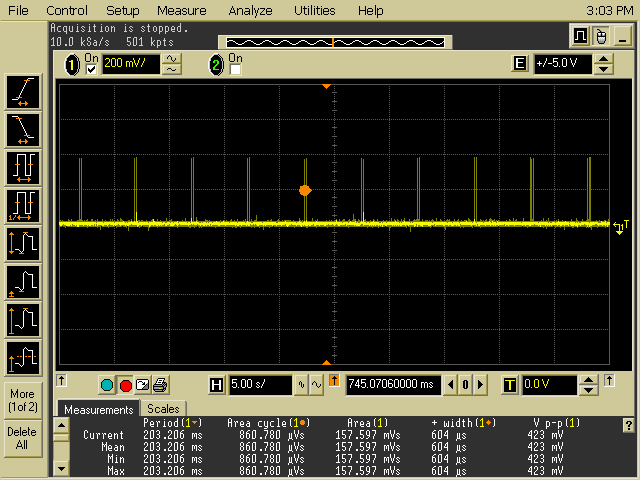 File Control Setup Measure Analyze Utilities Help 3:03 PM
Acquisition is stopped.
10.0 kSa/s 501 kpts
1 On 200 mV/ 2 On E +/-5.0 V
T
H 5.00 s/ 745.07060000 ms 0 T 0.0 V
More
(1of 2)
Delete
All
Measurements Scales
Period(1) Area cycle(1) Area(1) + width(1) V p-p(1) ?
Current 203.206 ms 860.780 µVs 157.597 mVs 604 µs 423 mV
Mean 203.206 ms 860.780 µVs 157.597 mVs 604 µs 423 mV
Min 203.206 ms 860.780 µVs 157.597 mVs 604 µs 423 mV
Max 203.206 ms 860.780 µVs 157.597 mVs 604 µs 423 mV